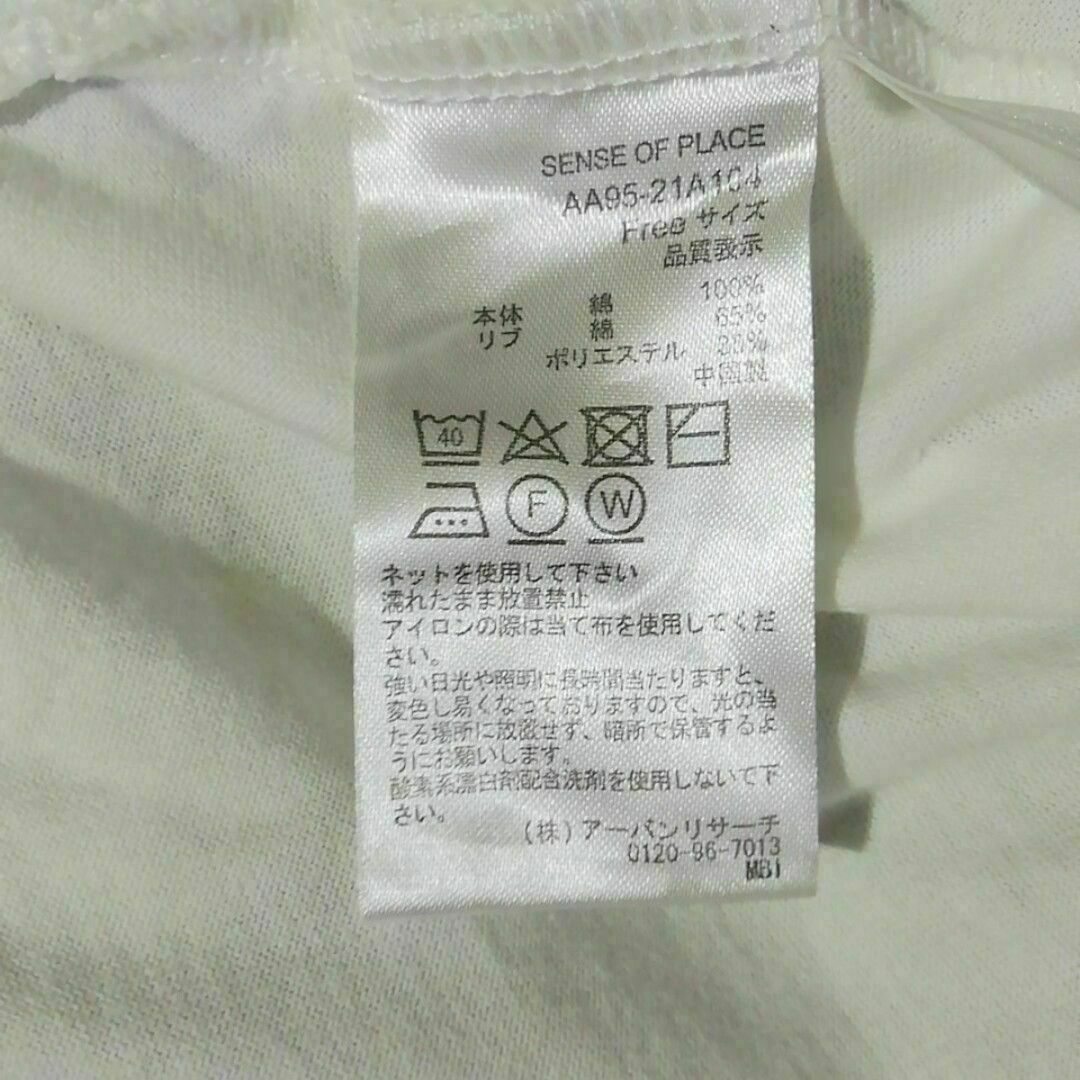 SENSE OF PLACE
AA95-21A104
Free サイズ
品質表示
本体 綿 100%
リブ 綿 65%
ポリエステル
中国製
40
F W
ネットを使用して下さい
濡れたまま放置禁止
アイロンの際は当て布を使用してくだ
さい。
強い日光や照明に長時間当たりますと、
変色し易くなっておりますので、光の当
たる場所に放置せず、暗所で保管するよ
うにお願いします。
酸素系漂白剤配合洗剤を使用しないで下
さい。
(株)アーバンリサーチ
0120-96-7013
MB1